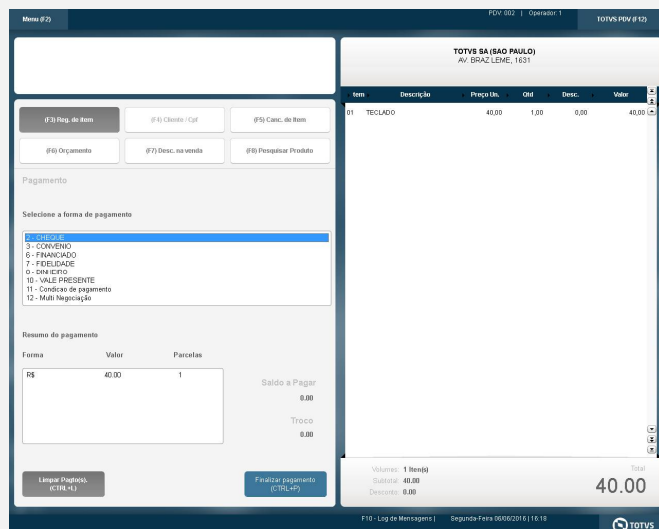 Menu (F2)
PDV: 002 | Operador: 1
TOTVS PDV (F12)
TOTVS SA (SAO PAULO)
AV. BRAZ LEME, 1631
(F3) Reg. de Item
(F4) Cliente / Cpf
(F5) Canc. de Item
(F6) Orçamento
(F7) Desc. na venda
(F8) Pesquisar Produto
Pagamento
Selecione a forma de pagamento
2 - CHEQUE
3 - CONVENIO
6 - FINANCIADO
7 - FIDELIDADE
9 - DINHEIRO
10 - VALE PRESENTE
11 - Condicao de pagamento
12 - Multi Negociação
Resumo do pagamento
Forma Valor Parcelas
R$ 40.00 1
Saldo a Pagar
0.00
Troco
0.00
Limpar Pagto(s).
(CTRL+L)
Finalizar pagamento
(CTRL+P)
tem Descrição Preço Un. Qtd Desc. Valor
01 TECLADO 40,00 1,00 0,00 40,00
Volumes: 1 Iten(s)
Subtotal: 40.00
Desconto: 0.00
Total
40.00
F10 - Log de Mensagens | Segunda-Feira 06/06/2016 | 16:18
TOTVS